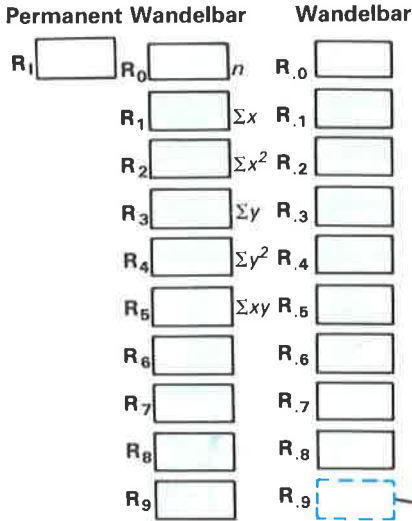 Permanent Wandelbar Wandelbar
R_I R_0 n R_.0
R_1 Σx R_.1
R_2 Σx² R_.2
R_3 Σy R_.3
R_4 Σy² R_.4
R_5 Σxy R_.5
R_6 R_.6
R_7 R_.7
R_8 R_.8
R_9 R_.9